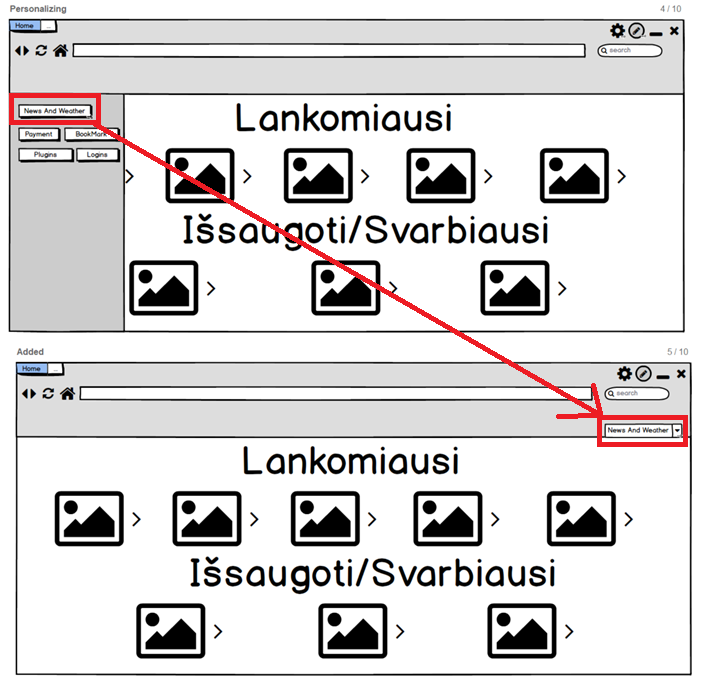 Personalizing 4 / 10
Home ...
search
News And Weather
Payment BookMark
Plugins Logins
Lankomiausi
Išsaugoti/Svarbiausi
Added 5 / 10
Home ...
search
News And Weather
Lankomiausi
Išsaugoti/Svarbiausi